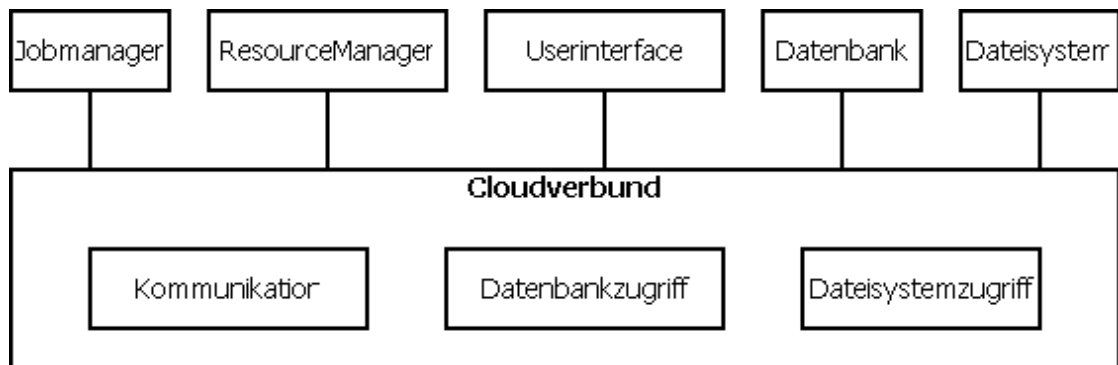 Jobmanager
ResourceManager
Userinterface
Datenbank
Dateisystem
Cloudverbund
Kommunikation
Datenbankzugriff
Dateisystemzugriff